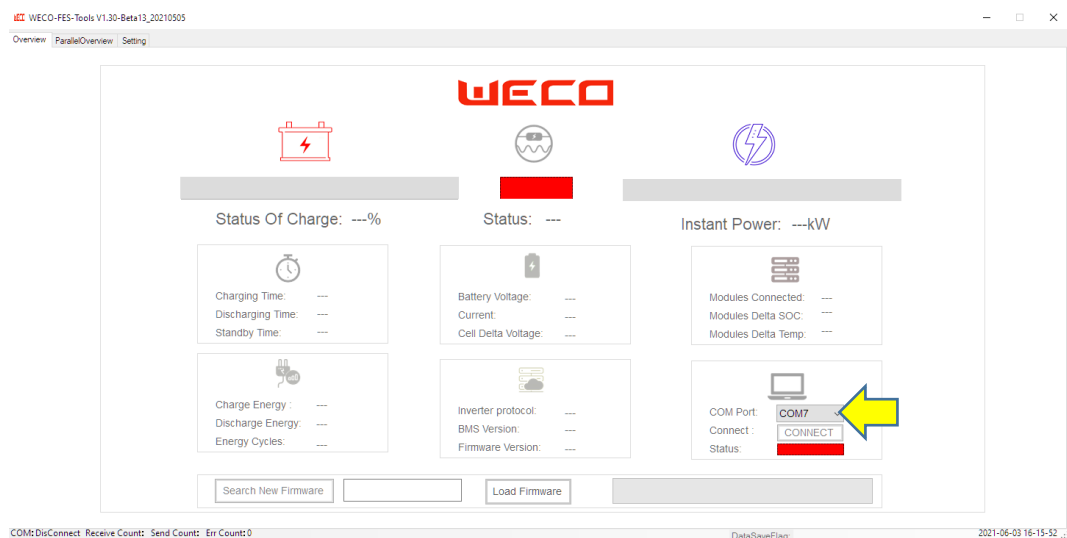 WECO WECO-FES-Tools V1.30-Beta13_20210505
Overview ParallelOverview Setting
WECO
Status Of Charge: ---% Status: --- Instant Power: ---kW
Charging Time: ---
Discharging Time: ---
Standby Time: ---
Battery Voltage: ---
Current: ---
Cell Delta Voltage: ---
Modules Connected: ---
Modules Delta SOC: ---
Modules Delta Temp: ---
Charge Energy : ---
Discharge Energy: ---
Energy Cycles: ---
Inverter protocol: ---
BMS Version: ---
Firmware Version: ---
COM Port: COM7
Connect : CONNECT
Status:
Search New Firmware Load Firmware
COM: DisConnect Receive Count: Send Count: Err Count: 0 DataSaveFlag: 2021-06-03 16-15-52